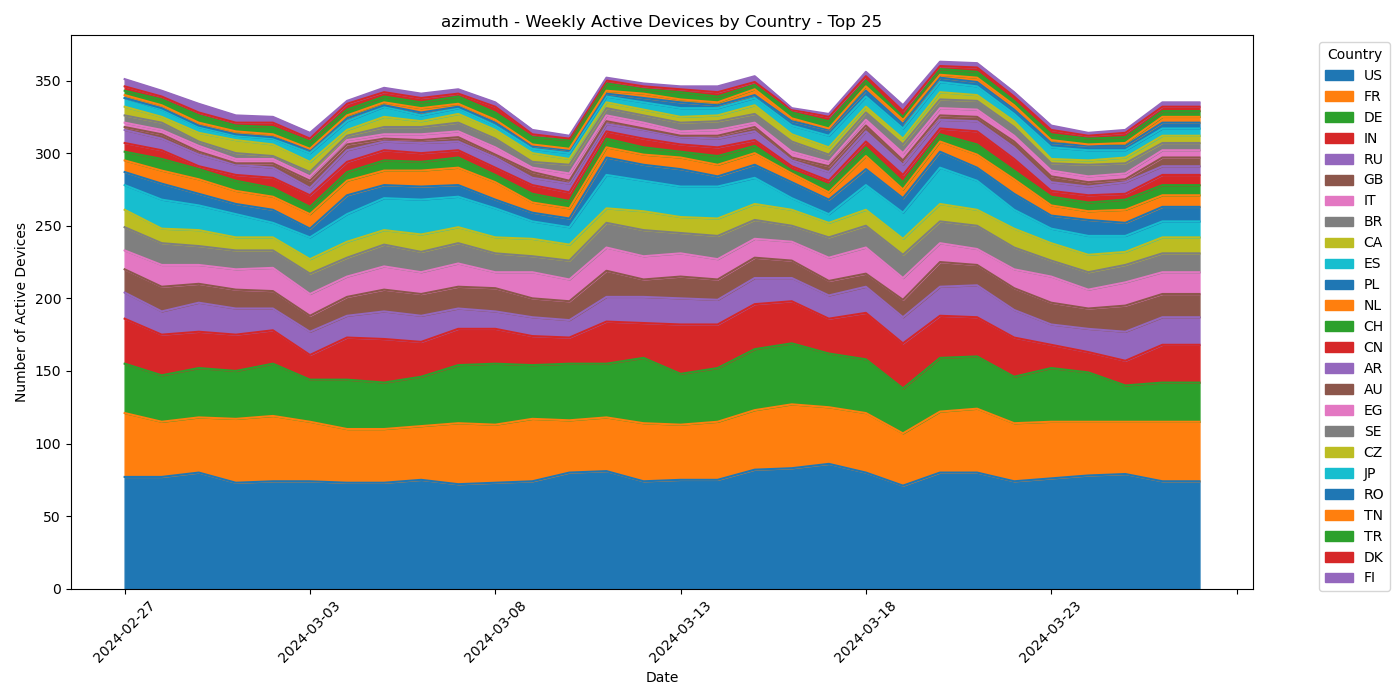 azimuth - Weekly Active Devices by Country - Top 25
Number of Active Devices
350
300
250
200
150
100
50
0
2024-02-27
2024-03-03
2024-03-08
2024-03-13
2024-03-18
2024-03-23
Date
Country
US
FR
DE
IN
RU
GB
IT
BR
CA
ES
PL
NL
CH
CN
AR
AU
EG
SE
CZ
JP
RO
TN
TR
DK
FI